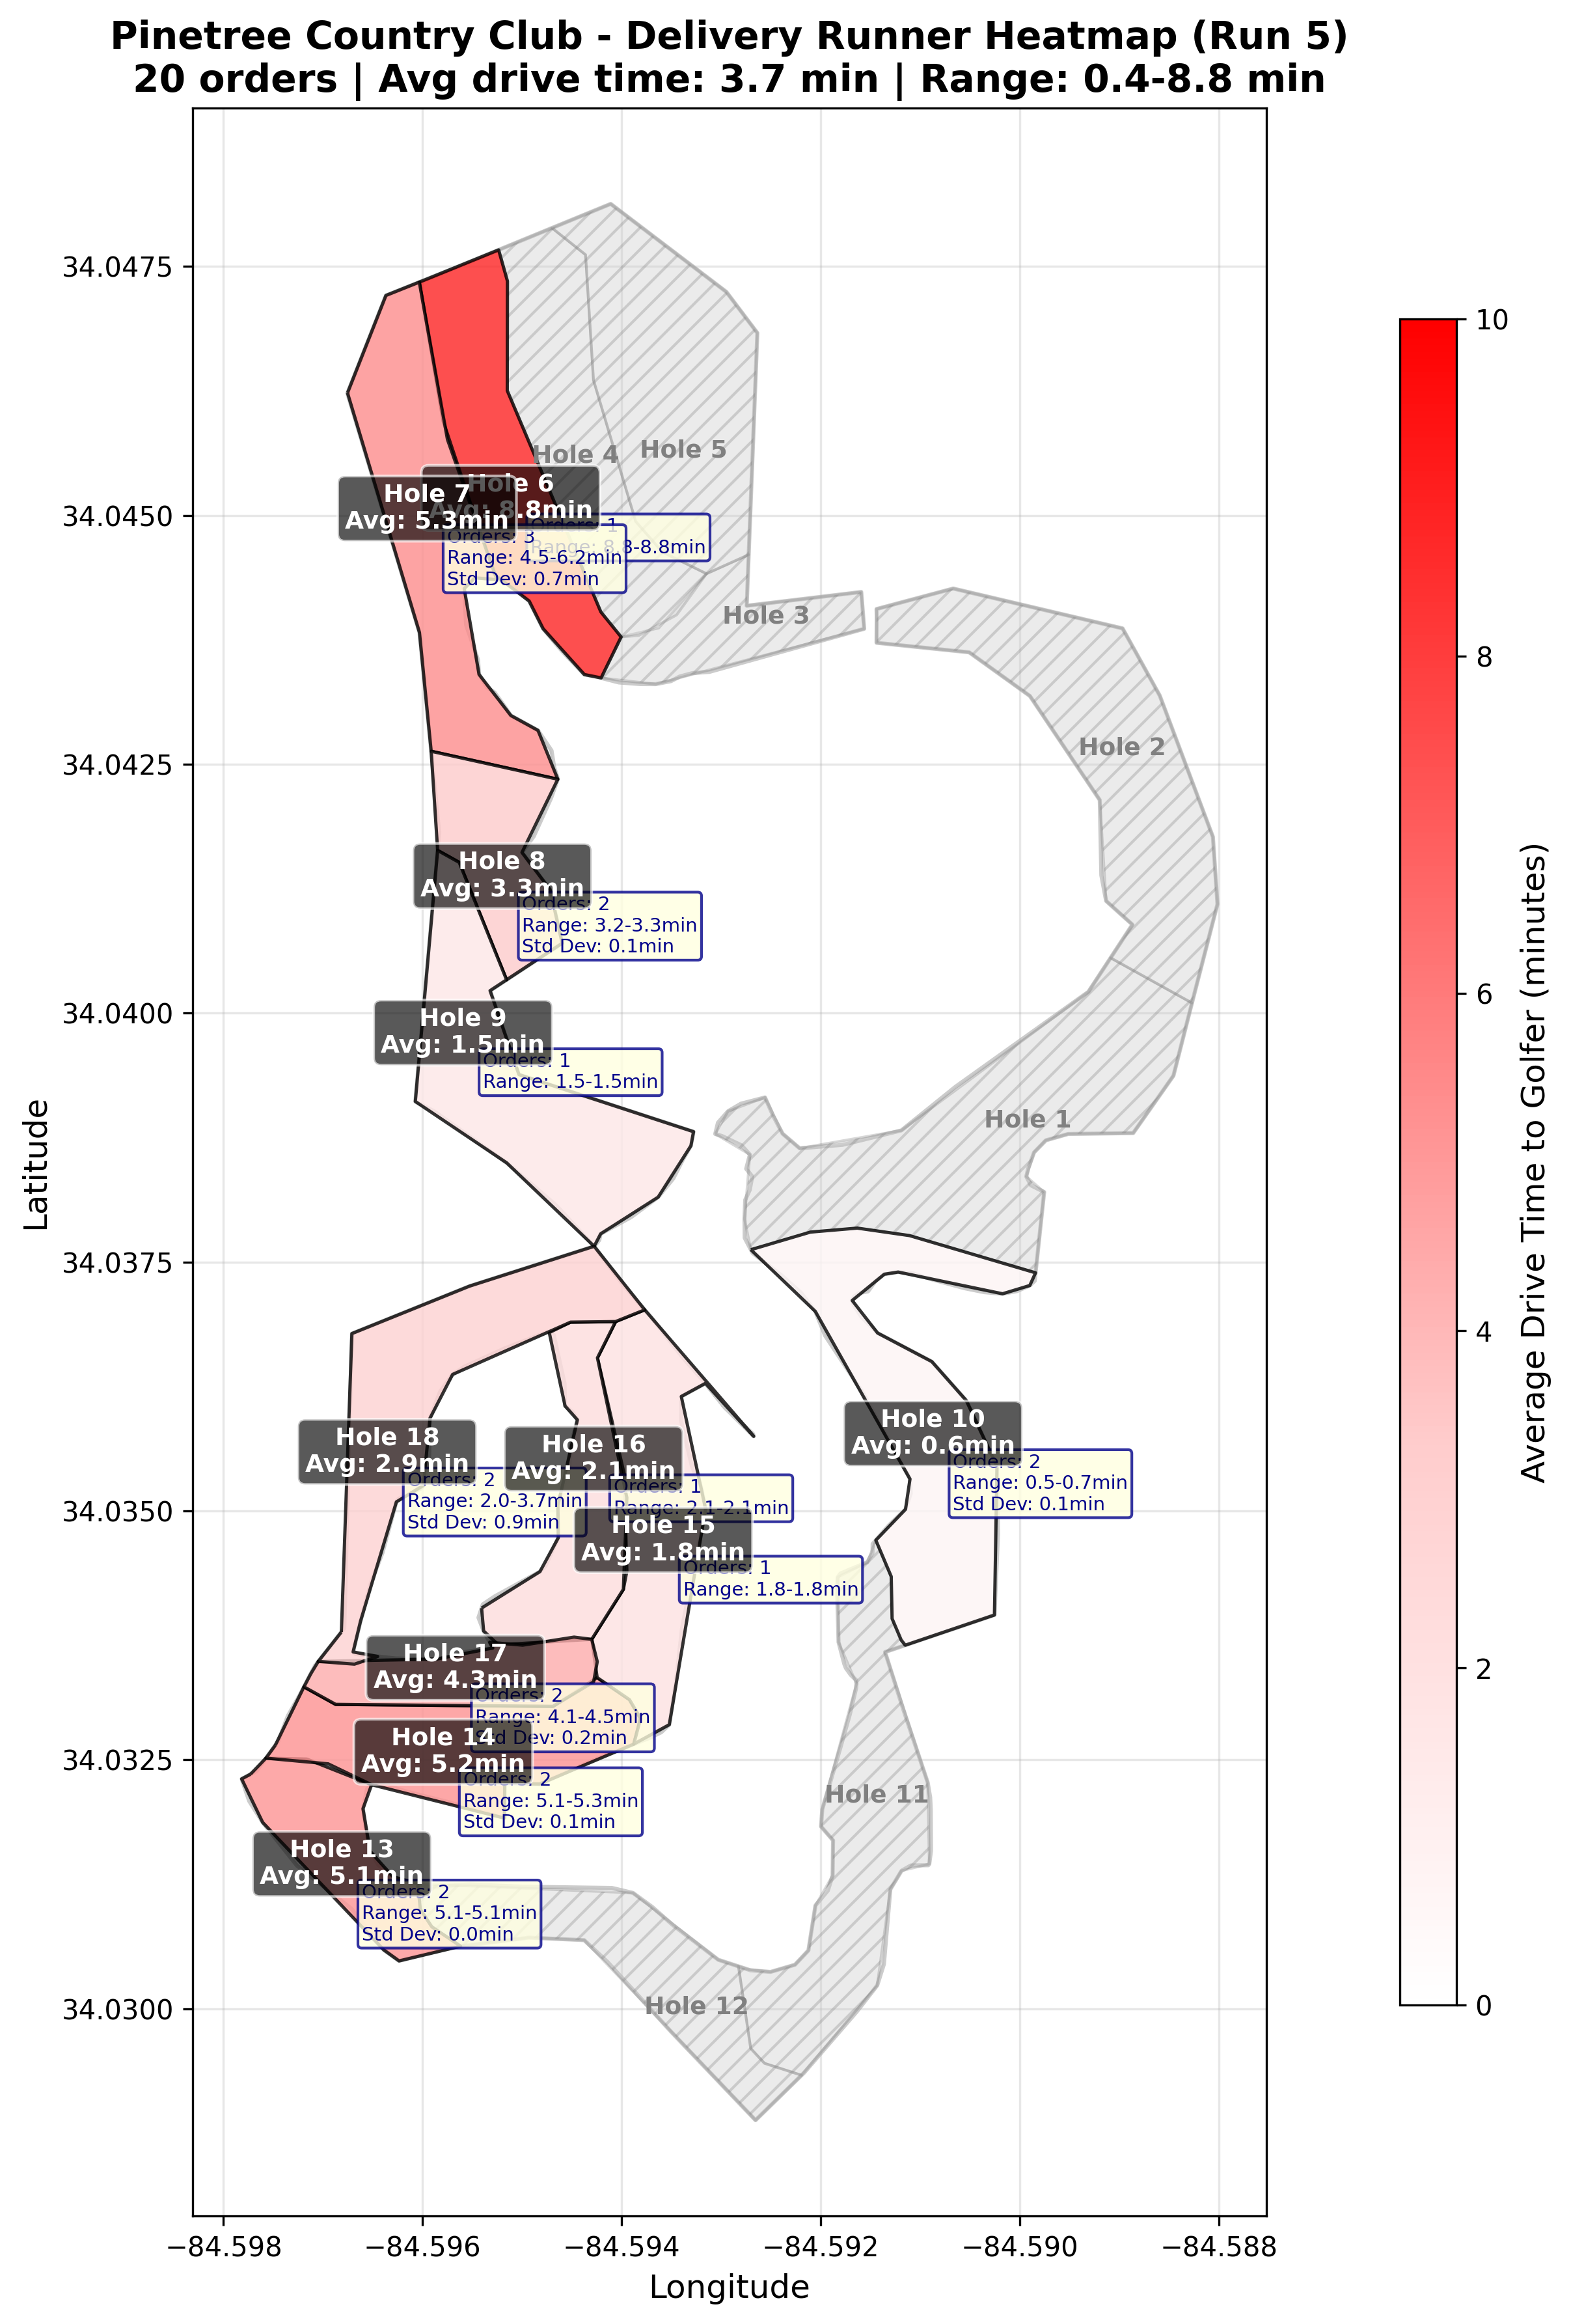 Pinetree Country Club - Delivery Runner Heatmap (Run 5)
20 orders | Avg drive time: 3.7 min | Range: 0.4-8.8 min
Latitude
34.0475
34.0450
34.0425
34.0400
34.0375
34.0350
34.0325
34.0300
Hole 4
Hole 5
Hole 6
Avg: 8.8min
Orders: 1
Range: 8.8-8.8min
Hole 7
Avg: 5.3min
Orders: 3
Range: 4.5-6.2min
Std Dev: 0.7min
Hole 3
Hole 2
Hole 8
Avg: 3.3min
Orders: 2
Range: 3.2-3.3min
Std Dev: 0.1min
Hole 9
Avg: 1.5min
Orders: 1
Range: 1.5-1.5min
Hole 1
Hole 10
Avg: 0.6min
Orders: 2
Range: 0.5-0.7min
Std Dev: 0.1min
Hole 18
Avg: 2.9min
Orders: 2
Range: 2.0-3.7min
Std Dev: 0.9min
Hole 16
Avg: 2.1min
Orders: 1
Range: 2.1-2.1min
Hole 15
Avg: 1.8min
Orders: 1
Range: 1.8-1.8min
Hole 17
Avg: 4.3min
Orders: 2
Range: 4.1-4.5min
Std Dev: 0.2min
Hole 14
Avg: 5.2min
Orders: 2
Range: 5.1-5.3min
Std Dev: 0.1min
Hole 11
Hole 13
Avg: 5.1min
Orders: 2
Range: 5.1-5.1min
Std Dev: 0.0min
Hole 12
−84.598
−84.596
−84.594
−84.592
−84.590
−84.588
Longitude
10
8
6
4
2
0
Average Drive Time to Golfer (minutes)